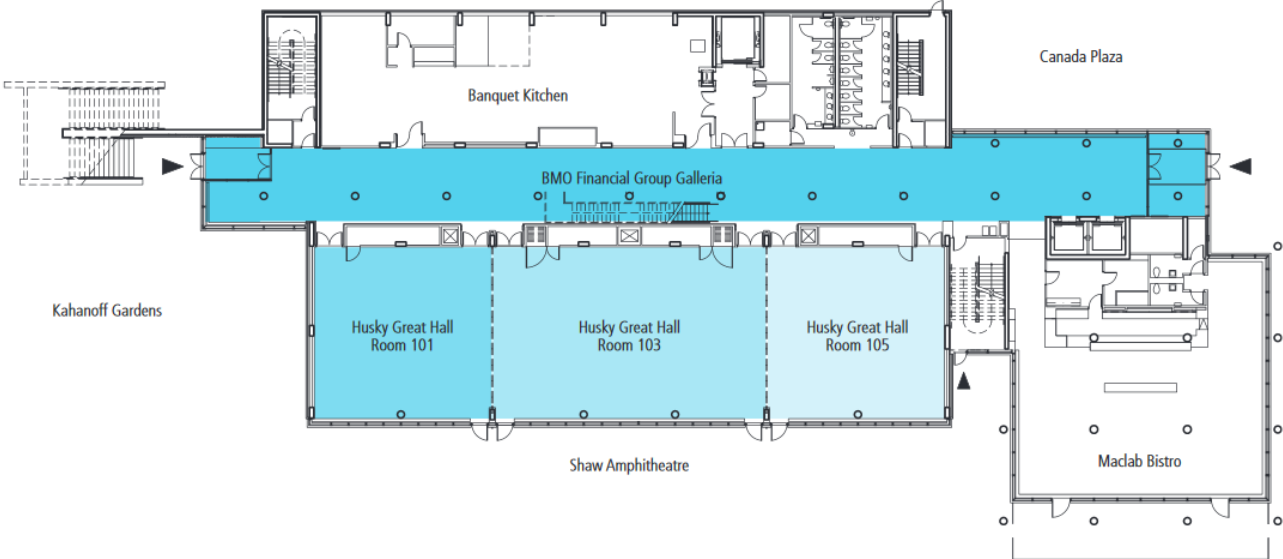 Canada Plaza
Banquet Kitchen
BMO Financial Group Galleria
Kahanoff Gardens
Husky Great Hall
Room 101
Husky Great Hall
Room 103
Husky Great Hall
Room 105
Shaw Amphitheatre
Maclab Bistro